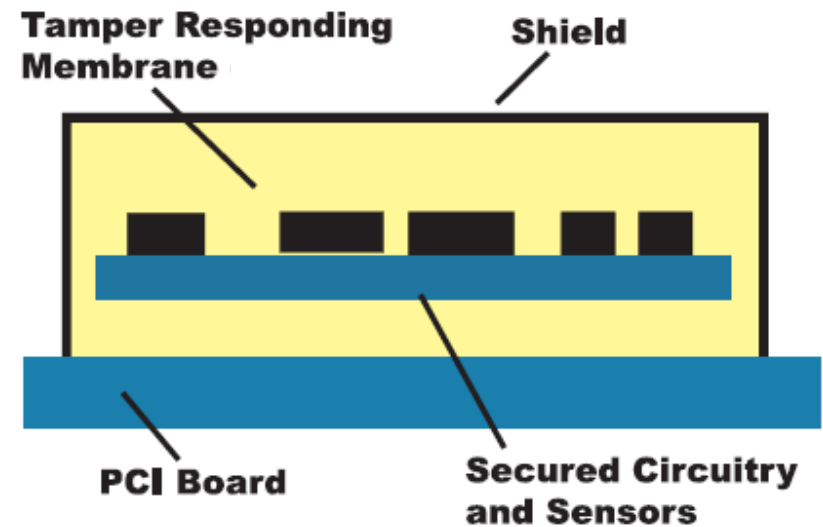 Tamper Responding
Membrane
Shield
PCI Board
Secured Circuitry
and Sensors